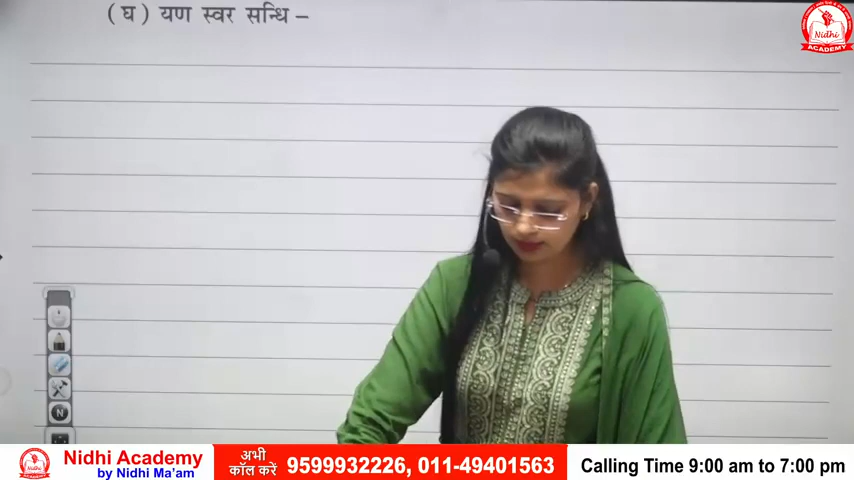 ( घ ) यण स्वर सन्धि –
Nidhi
ACADEMY
N
Nidhi Academy
by Nidhi Ma'am
अभी
कॉल करें
9599932226, 011-49401563
Calling Time 9:00 am to 7:00 pm